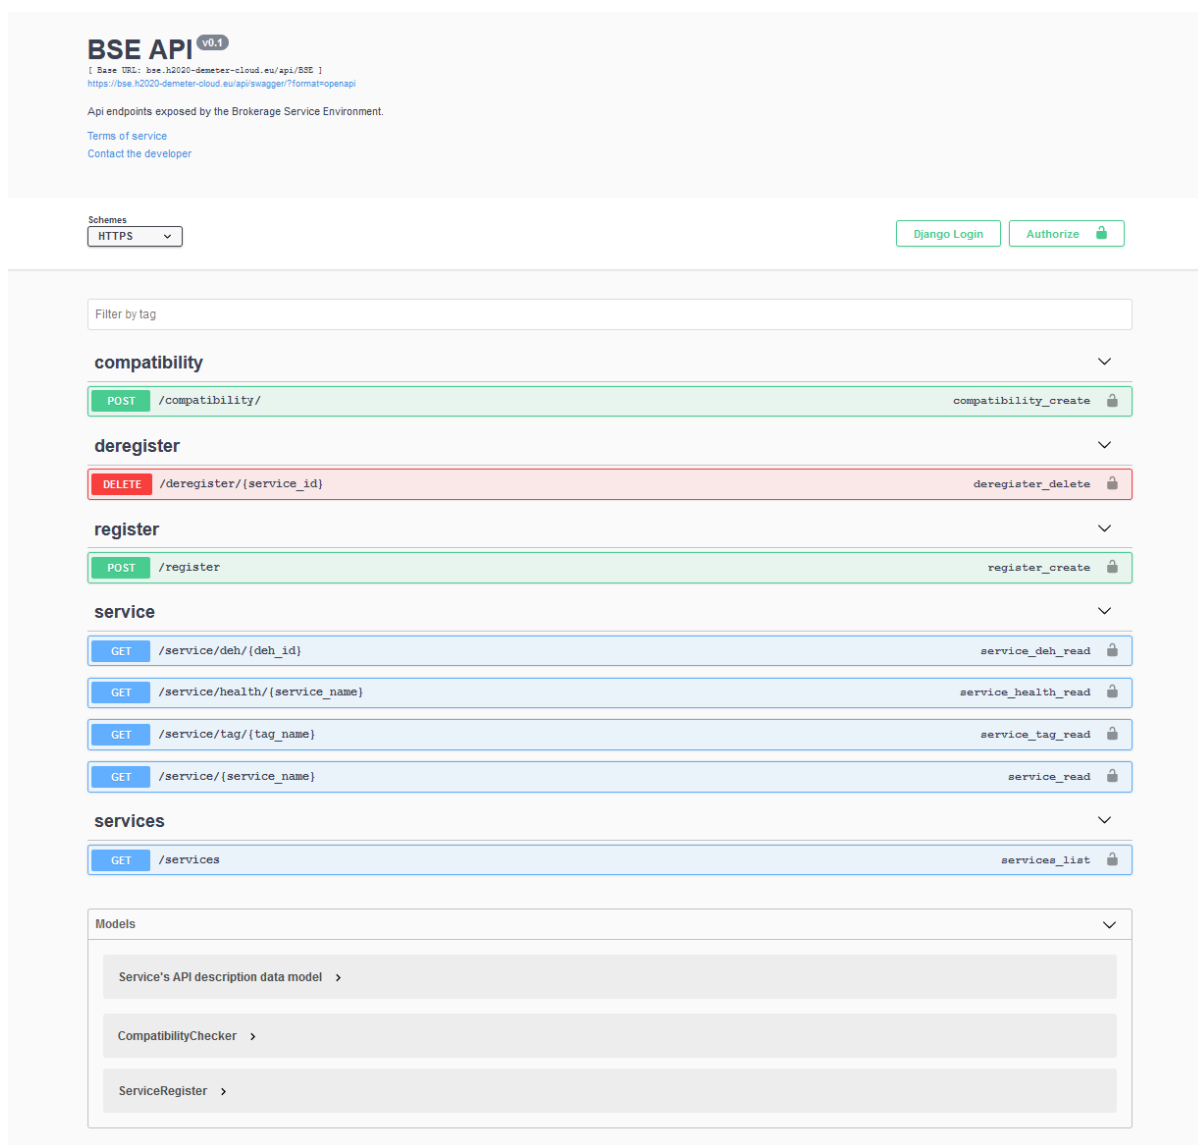 BSE API v0.1
[ Base URL: bse.h2020-demeter-cloud.eu/api/BSE ]
https://bse.h2020-demeter-cloud.eu/api/swagger/?format=openapi
Api endpoints exposed by the Brokerage Service Environment.
Terms of service
Contact the developer
Schemes
HTTPS
Django Login
Authorize
Filter by tag
compatibility
POST /compatibility/ compatibility_create
deregister
DELETE /deregister/{service_id} deregister_delete
register
POST /register register_create
service
GET /service/deh/{deh_id} service_deh_read
GET /service/health/{service_name} service_health_read
GET /service/tag/{tag_name} service_tag_read
GET /service/{service_name} service_read
services
GET /services services_list
Models
Service's API description data model
CompatibilityChecker
ServiceRegister